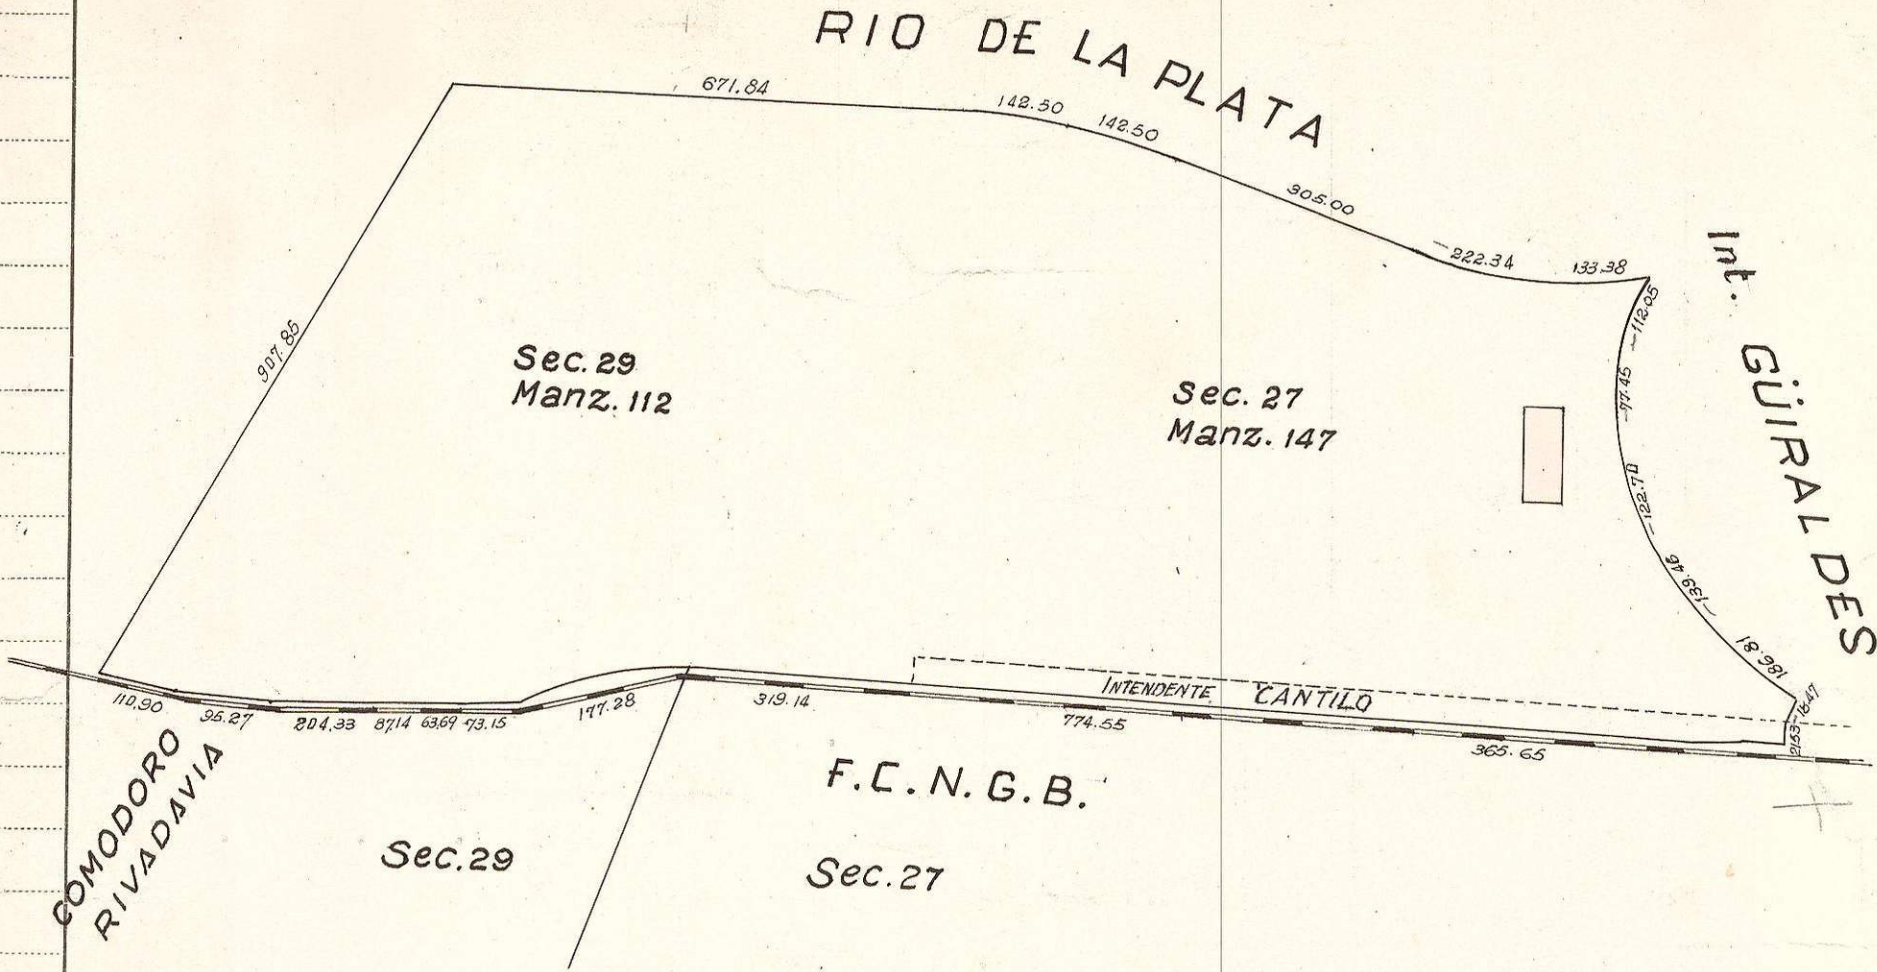 RIO DE LA PLATA
671.84
142.50
142.50
305.00
222.34
133.38
112.05
77.45
122.70
139.46
186.81
18.47
21.53
907.85
Int. GÜIRALDES
Sec. 29
Manz. 112
Sec. 27
Manz. 147
INTENDENTE CANTILO
110.90
95.27
204.33
87.14
63.69
73.15
177.28
319.14
774.55
365.65
COMODORO
RIVADAVIA
F.C.N.G.B.
Sec. 29
Sec. 27